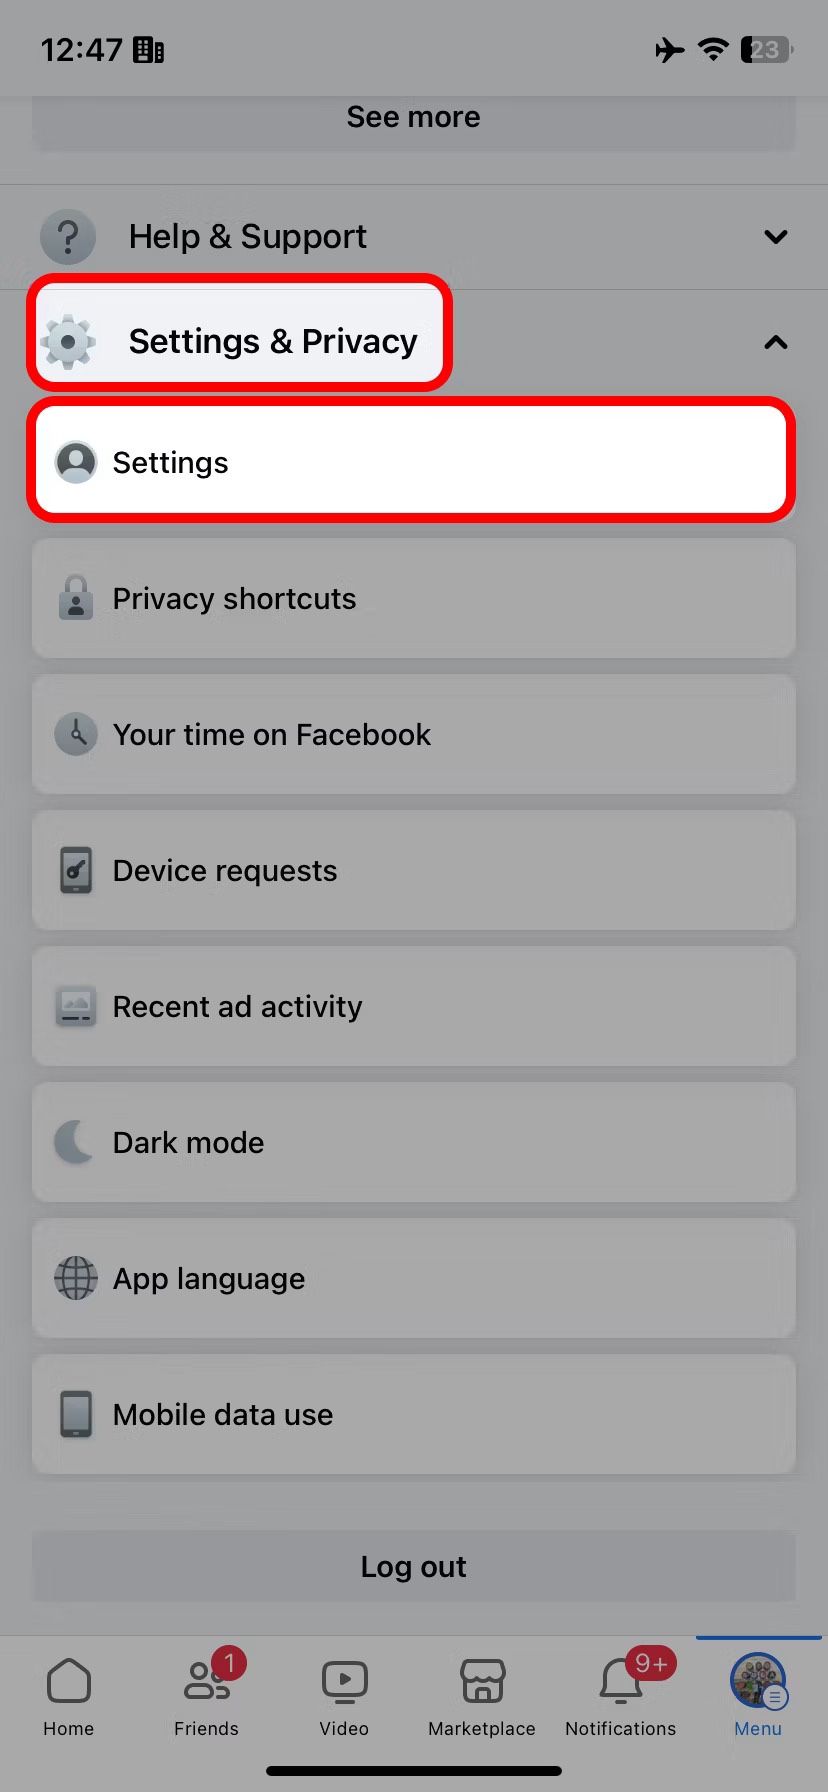 12:47
23
See more
Help & Support
Settings & Privacy
Settings
Privacy shortcuts
Your time on Facebook
Device requests
Recent ad activity
Dark mode
App language
Mobile data use
Log out
1
9+
Home
Friends
Video
Marketplace
Notifications
Menu